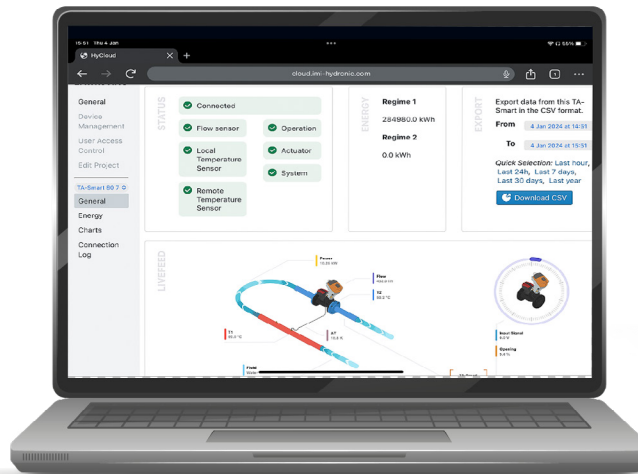 15:51 Thu 4 Jan
55%
HyCloud
cloud.imi-hydronic.com
General
Device
Management
User Access
Control
Edit Project
TA-Smart 80 7
General
Energy
Charts
Connection
Log
STATUS
Connected
Flow sensor
Operation
Local
Temperature
Sensor
Actuator
System
Remote
Temperature
Sensor
ENERGY
Regime 1
284980.0 kWh
Regime 2
0.0 kWh
EXPORT
Export data from this TA-
Smart in the CSV format.
From 4 Jan 2024 at 14:51
To 4 Jan 2024 at 15:51
Quick Selection: Last hour,
Last 24h, Last 7 days,
Last 30 days, Last year
Download CSV
LIVEFEED
Power
Flow
T2
T1
ΔT
Fluid
Water
Input Signal
Opening